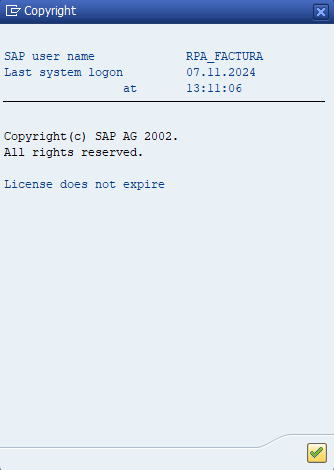 Copyright
SAP user name RPA_FACTURA
Last system logon 07.11.2024
at 13:11:06
Copyright(c) SAP AG 2002.
All rights reserved.
License does not expire